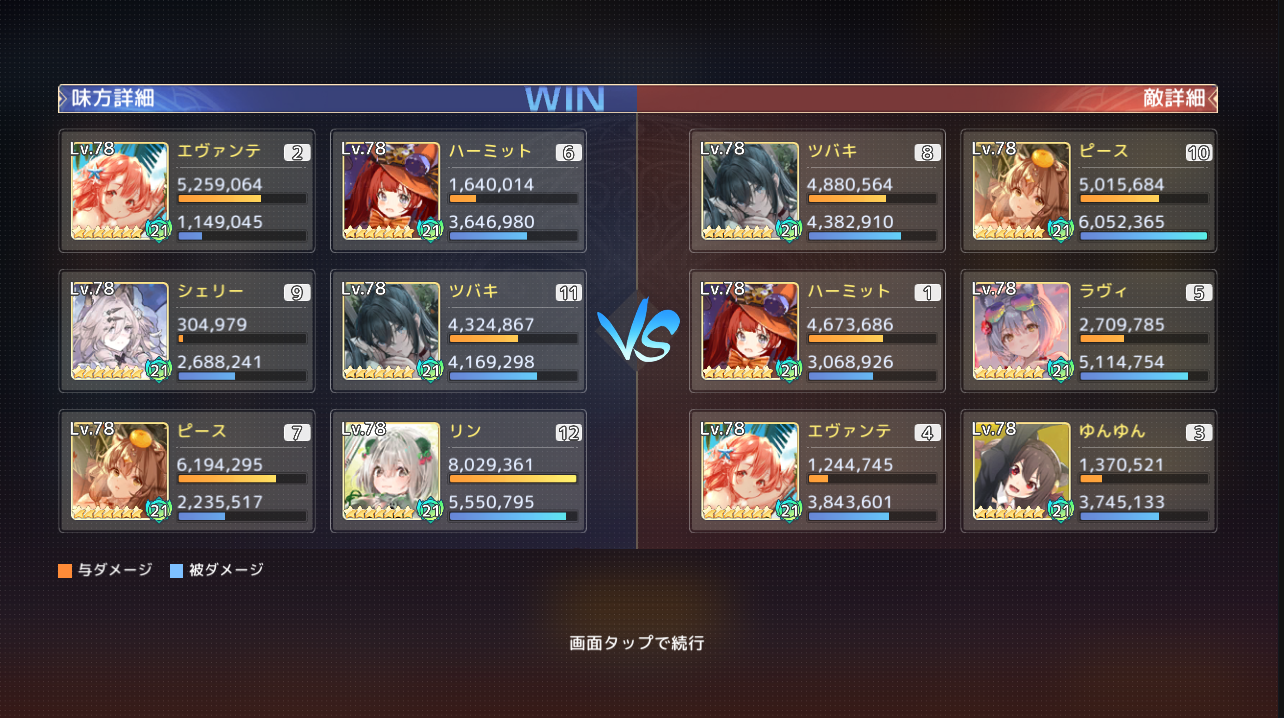 味方詳細
WIN
敵詳細
Lv.78
エヴァンテ
2
5,259,064
1,149,045
21
Lv.78
ハーミット
6
1,640,014
3,646,980
21
Lv.78
シェリー
9
304,979
2,688,241
21
Lv.78
ツバキ
11
4,324,867
4,169,298
21
Lv.78
ピース
7
6,194,295
2,235,517
21
Lv.78
リン
12
8,029,361
5,550,795
21
VS
Lv.78
ツバキ
8
4,880,564
4,382,910
21
Lv.78
ピース
10
5,015,684
6,052,365
21
Lv.78
ハーミット
1
4,673,686
3,068,926
21
Lv.78
ラヴィ
5
2,709,785
5,114,754
21
Lv.78
エヴァンテ
4
1,244,745
3,843,601
21
Lv.78
ゆんゆん
3
1,370,521
3,745,133
21
与ダメージ
被ダメージ
画面タップで続行